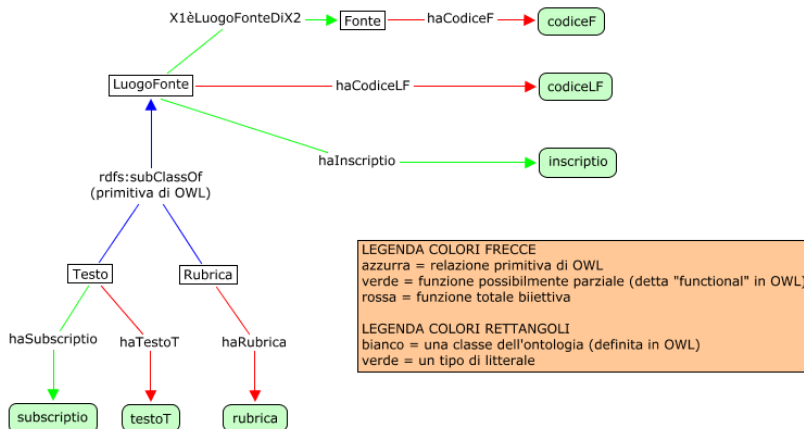 X1èLuogoFonteDiX2
Fonte
haCodiceF
codiceF
LuogoFonte
haCodiceLF
codiceLF
haInscriptio
inscriptio
rdfs:subClassOf
(primitiva di OWL)
Testo
Rubrica
LEGENDA COLORI FRECCE
azzurra = relazione primitiva di OWL
verde = funzione possibilmente parziale (detta "functional" in OWL)
rossa = funzione totale biiettiva
LEGENDA COLORI RETTANGOLI
bianco = una classe dell'ontologia (definita in OWL)
verde = un tipo di litterale
haSubscriptio
haTestoT
haRubrica
subscriptio
testoT
rubrica